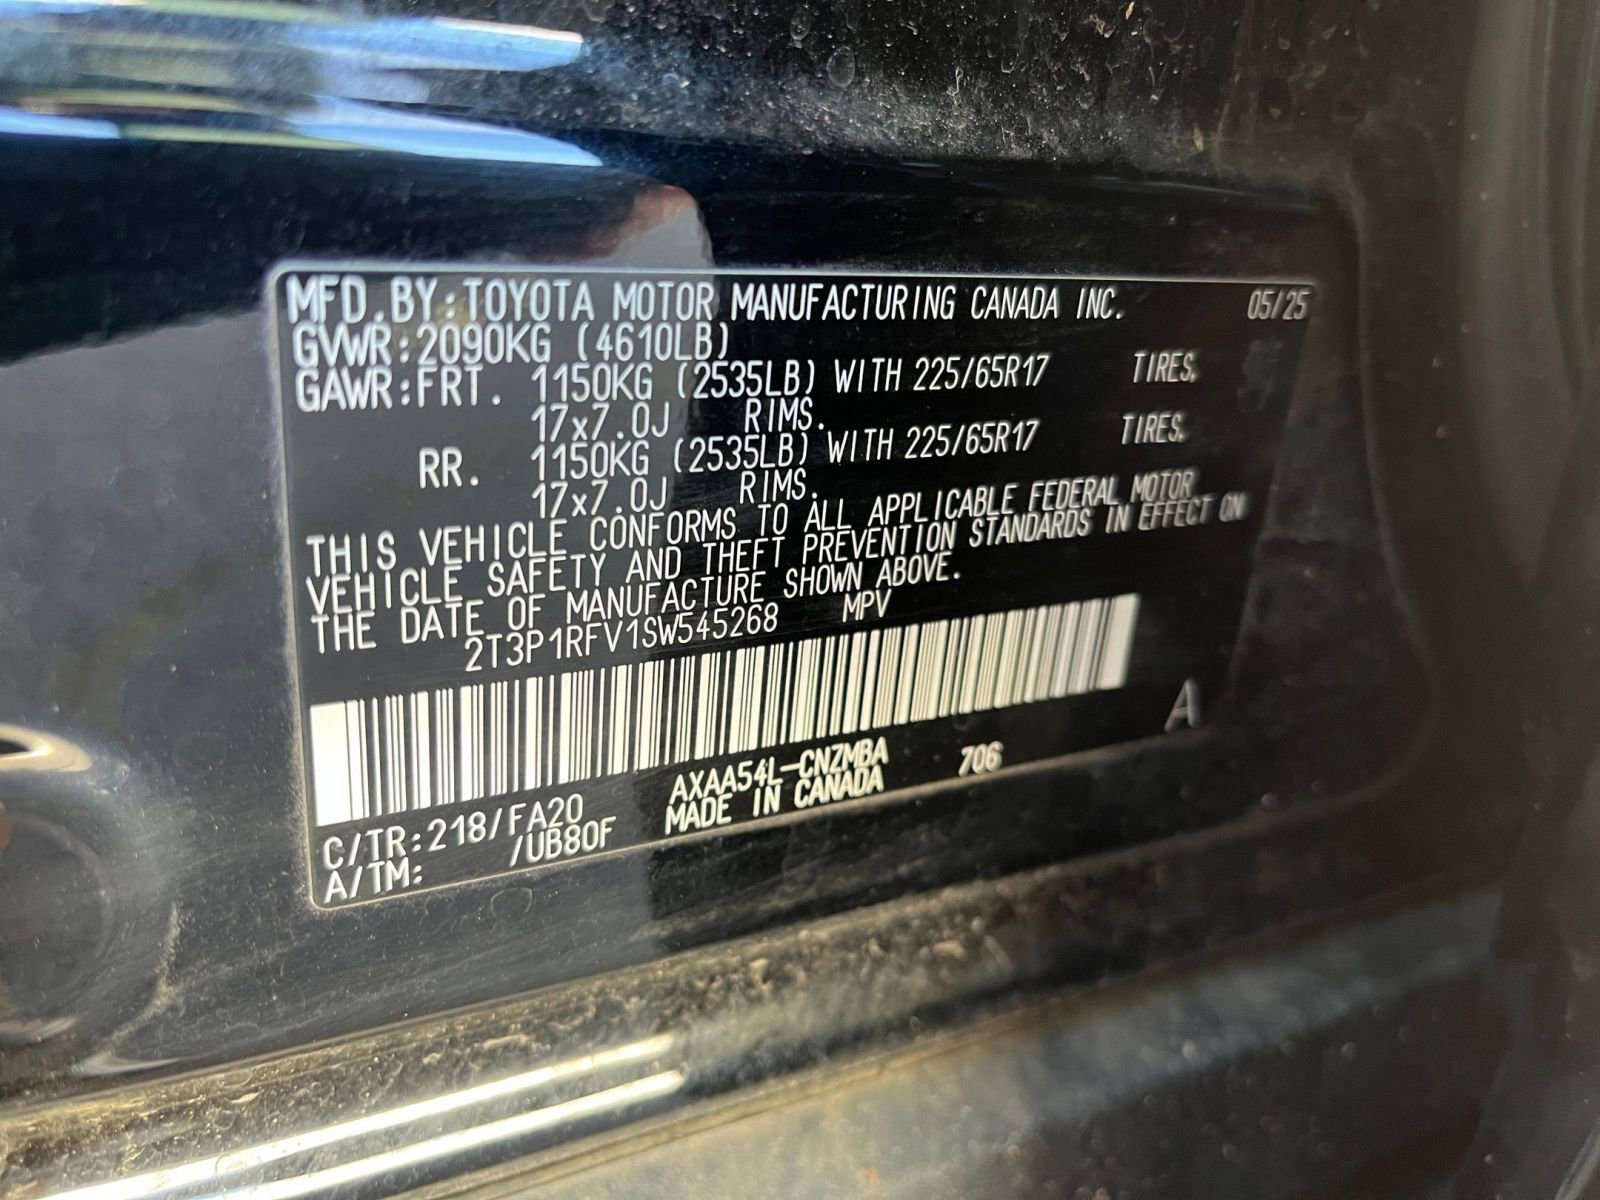 MFD.BY:TOYOTA MOTOR MANUFACTURING CANADA INC. 05/25
GVWR:2090KG (4610LB)
GAWR:FRT. 1150KG (2535LB) WITH 225/65R17 TIRES,
17x7.0J RIMS.
RR. 1150KG (2535LB) WITH 225/65R17 TIRES,
17x7.0J RIMS.
THIS VEHICLE CONFORMS TO ALL APPLICABLE FEDERAL MOTOR
VEHICLE SAFETY AND THEFT PREVENTION STANDARDS IN EFFECT ON
THE DATE OF MANUFACTURE SHOWN ABOVE.
2T3P1RFV1SW545268 MPV
A
C/TR:218/FA20 AXAA54L-CNZMBA 706
A/TM: /UB80F MADE IN CANADA